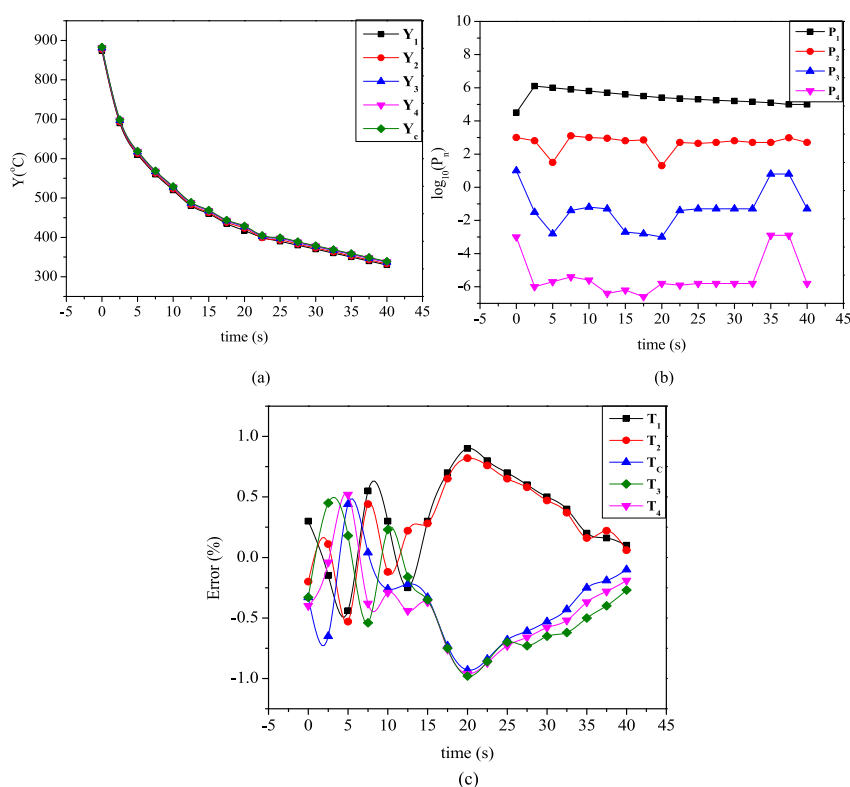 900
800
700
600
500
400
300
Y(°C)
-5 0 5 10 15 20 25 30 35 40 45
time (s)
Y₁
Y₂
Y₃
Y₄
Y꜀
(a)
10
8
6
4
2
0
-2
-4
-6
log₁₀(Pₙ)
-5 0 5 10 15 20 25 30 35 40 45
time (s)
P₁
P₂
P₃
P₄
(b)
1.0
0.5
0.0
-0.5
-1.0
Error (%)
-5 0 5 10 15 20 25 30 35 40 45
time (s)
T₁
T₂
T_C
T₃
T₄
(c)